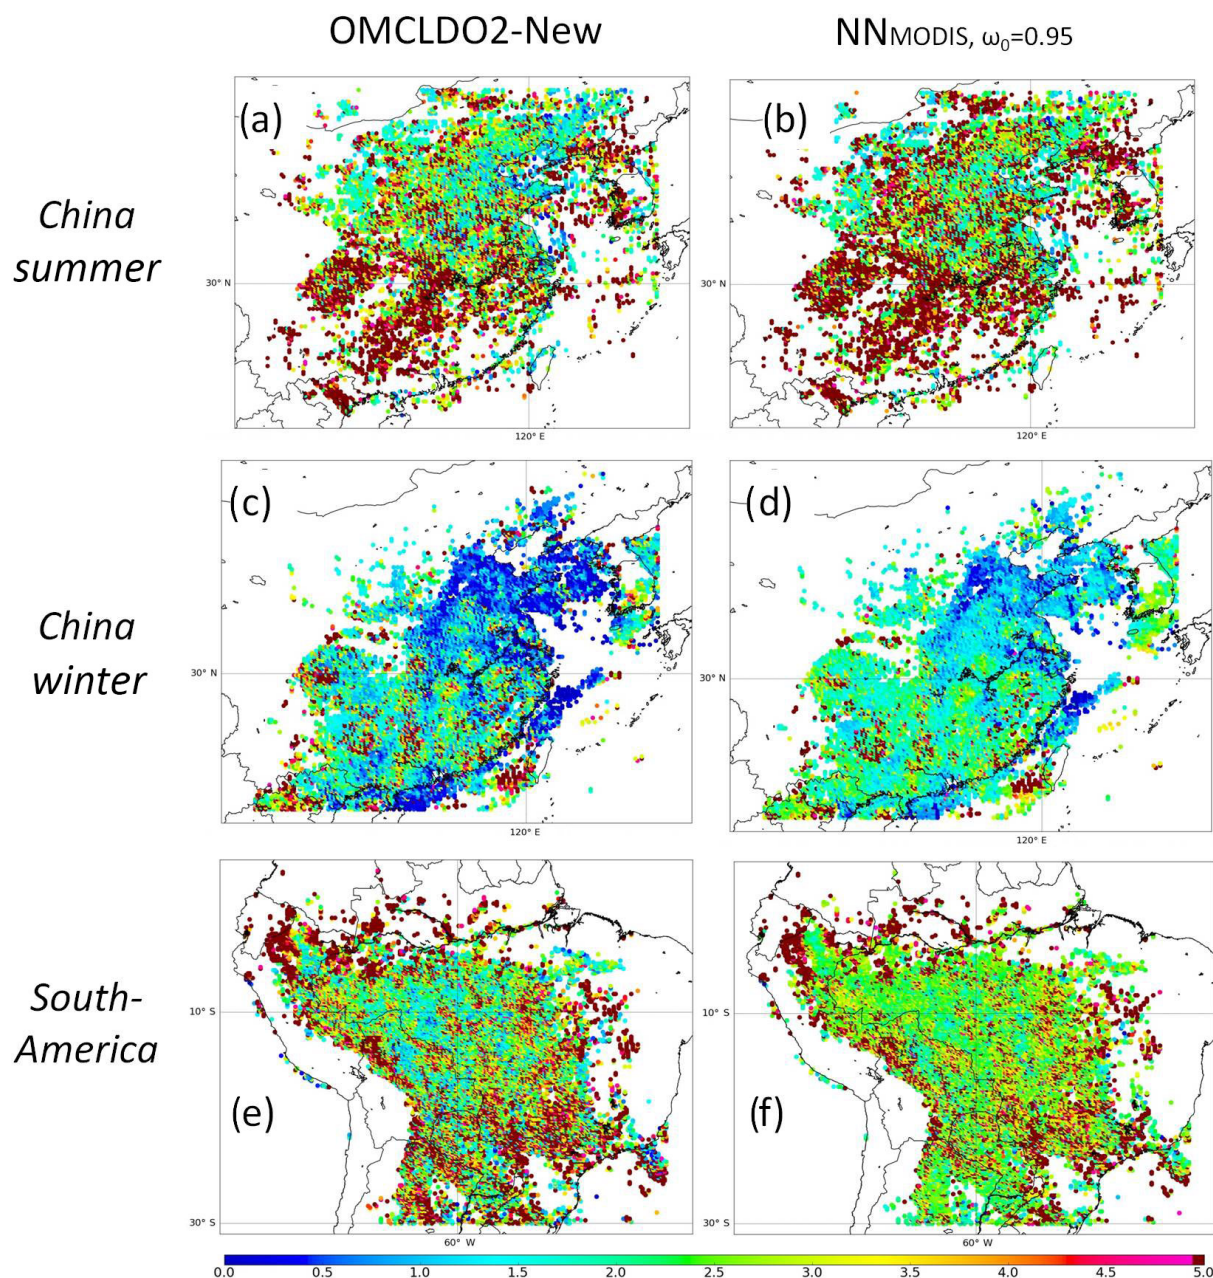 OMCLDO2-New
NNMODIS, ω₀=0.95
China
summer
(a)
(b)
30° N
30° N
120° E
120° E
China
winter
(c)
(d)
30° N
30° N
120° E
120° E
South-
America
(e)
(f)
10° S
10° S
30° S
30° S
60° W
60° W
0.0 0.5 1.0 1.5 2.0 2.5 3.0 3.5 4.0 4.5 5.0